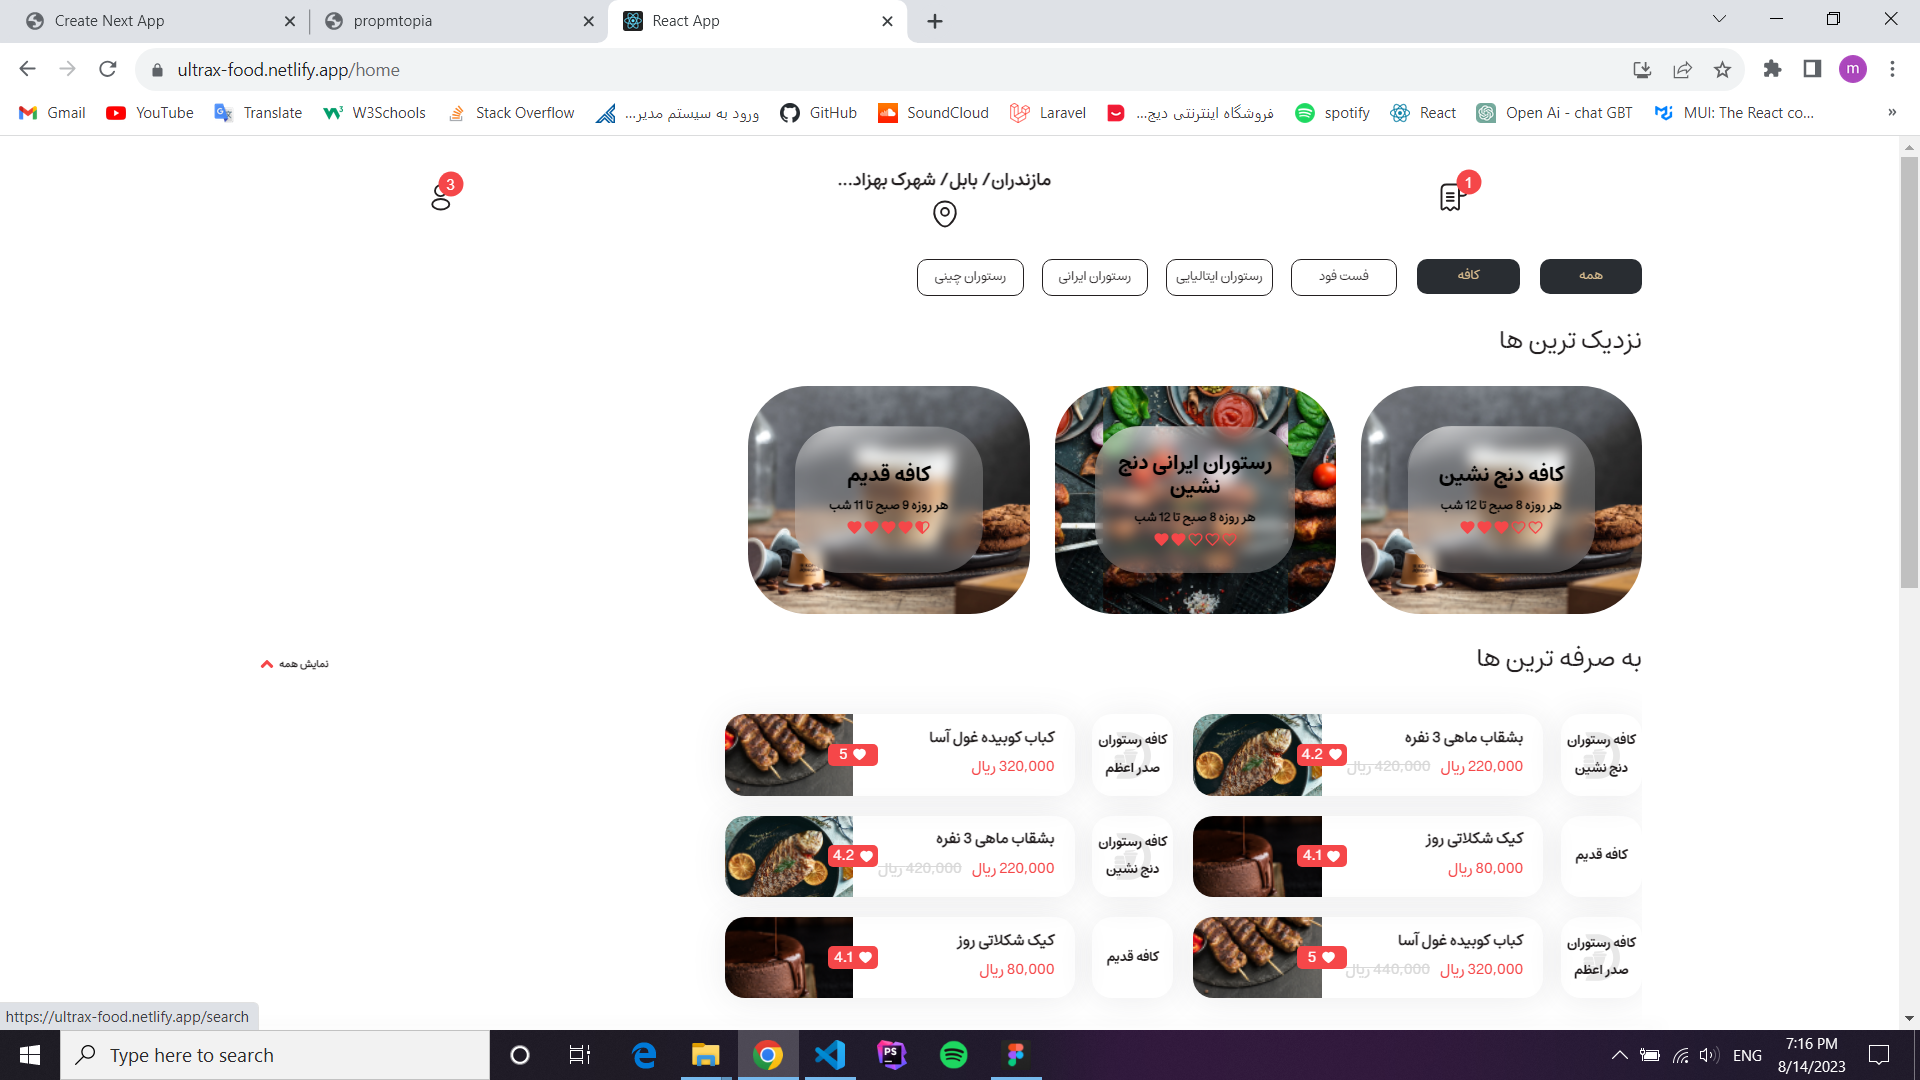 Create Next App
propmtopia
React App
ultrax-food.netlify.app/home
m
Gmail
YouTube
Translate
W3Schools
Stack Overflow
ورود به سیستم مدیر...
GitHub
SoundCloud
Laravel
فروشگاه اینترنتی دیج...
spotify
React
Open Ai - chat GBT
MUI: The React co...
»
1
مازندران/ بابل/ شهرک بهزاد...
3
همه
کافه
فست فود
رستوران ایتالیایی
رستوران ایرانی
رستوران چینی
نزدیک ترین ها
کافه دنج نشین
هر روزه 8 صبح تا 12 شب
رستوران ایرانی دنج
نشین
هر روزه 8 صبح تا 12 شب
کافه قدیم
هر روزه 9 صبح تا 11 شب
به صرفه ترین ها
نمایش همه
کافه رستوران
دنج نشین
بشقاب ماهی 3 نفره
220,000 ریال
420,000 ریال
4.2
کافه رستوران
صدر اعظم
کباب کوبیده غول آسا
320,000 ریال
5
کافه قدیم
کیک شکلاتی روز
80,000 ریال
4.1
کافه رستوران
دنج نشین
بشقاب ماهی 3 نفره
220,000 ریال
420,000 ریال
4.2
کافه رستوران
صدر اعظم
کباب کوبیده غول آسا
320,000 ریال
440,000 ریال
5
کافه قدیم
کیک شکلاتی روز
80,000 ریال
4.1
https://ultrax-food.netlify.app/search
Type here to search
PS
ENG
7:16 PM
8/14/2023